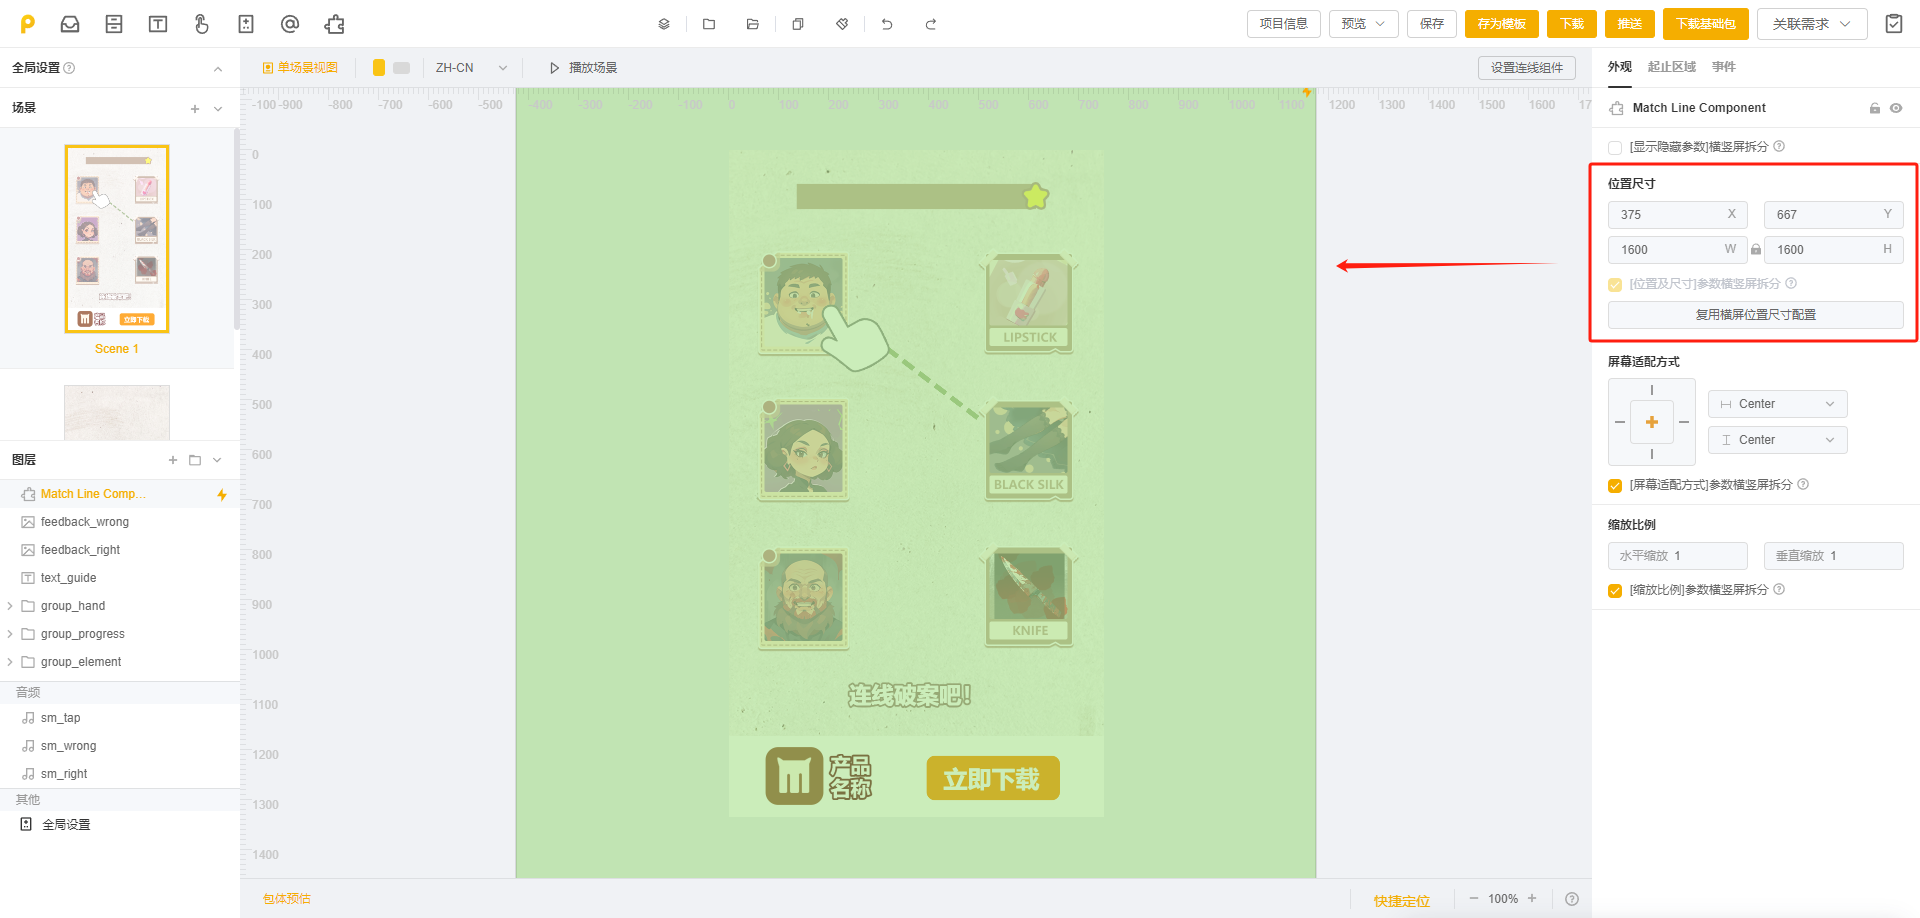 项目信息
预览
保存
存为模板
下载
推送
下载基础包
关联需求
全局设置
单场景视图
ZH-CN
播放场景
设置连线组件
外观
起止区域
事件
场景
Match Line Component
[显示隐藏参数]横竖屏拆分
位置尺寸
375 X
667 Y
1600 W
1600 H
[位置及尺寸]参数横竖屏拆分
复用横屏位置尺寸配置
屏幕适配方式
Center
Center
[屏幕适配方式]参数横竖屏拆分
缩放比例
水平缩放 1
垂直缩放 1
[缩放比例]参数横竖屏拆分
-100 -900 -800 -700 -600 -500 -400 -300 -200 -100 0 100 200 300 400 500 600 700 800 900 1000 1100 1200 1300 1400 1500 1600 17
0
100
200
300
400
500
600
700
800
900
1000
1100
1200
1300
1400
LIPSTICK
BLACK SILK
KNIFE
连线破案吧!
产品
名称
立即下载
立即下载
Scene 1
图层
Match Line Comp...
feedback_wrong
feedback_right
text_guide
group_hand
group_progress
group_element
音频
sm_tap
sm_wrong
sm_right
其他
全局设置
包体预估
快捷定位
100%